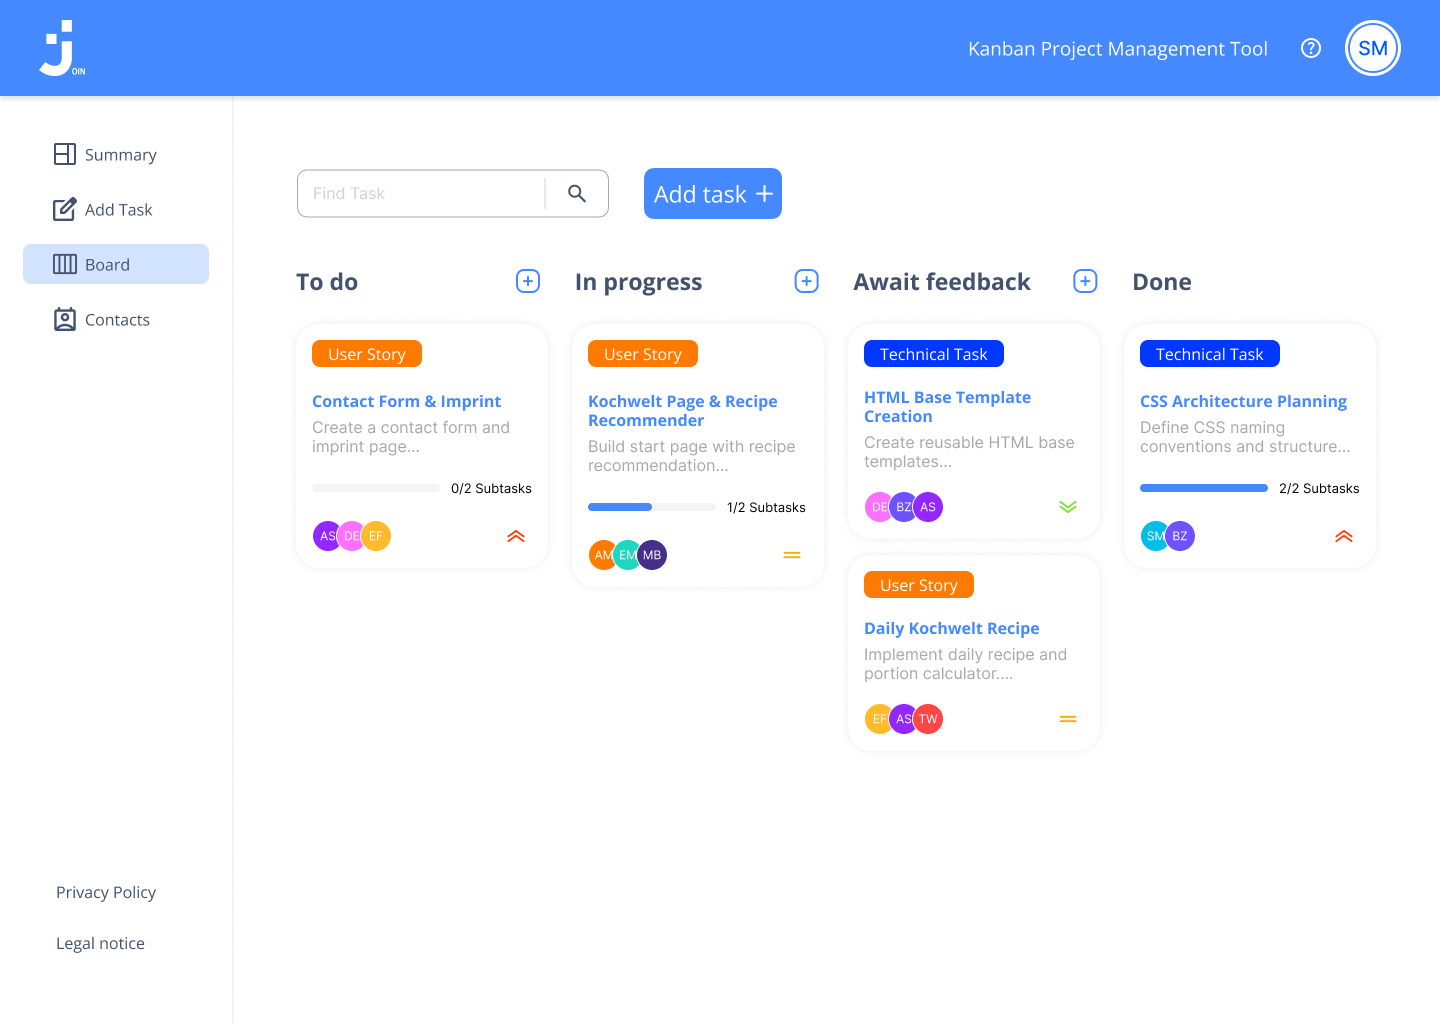 OIN
Kanban Project Management Tool
SM
Summary
Add Task
Board
Contacts
Privacy Policy
Legal notice
Find Task
Add task
To do
User Story
Contact Form & Imprint
Create a contact form and
imprint page...
0/2 Subtasks
AS DE EF
In progress
User Story
Kochwelt Page & Recipe
Recommender
Build start page with recipe
recommendation...
1/2 Subtasks
AM EM MB
Await feedback
Technical Task
HTML Base Template
Creation
Create reusable HTML base
templates...
DE BZ AS
User Story
Daily Kochwelt Recipe
Implement daily recipe and
portion calculator....
EF AS TW
Done
Technical Task
CSS Architecture Planning
Define CSS naming
conventions and structure...
2/2 Subtasks
SM BZ